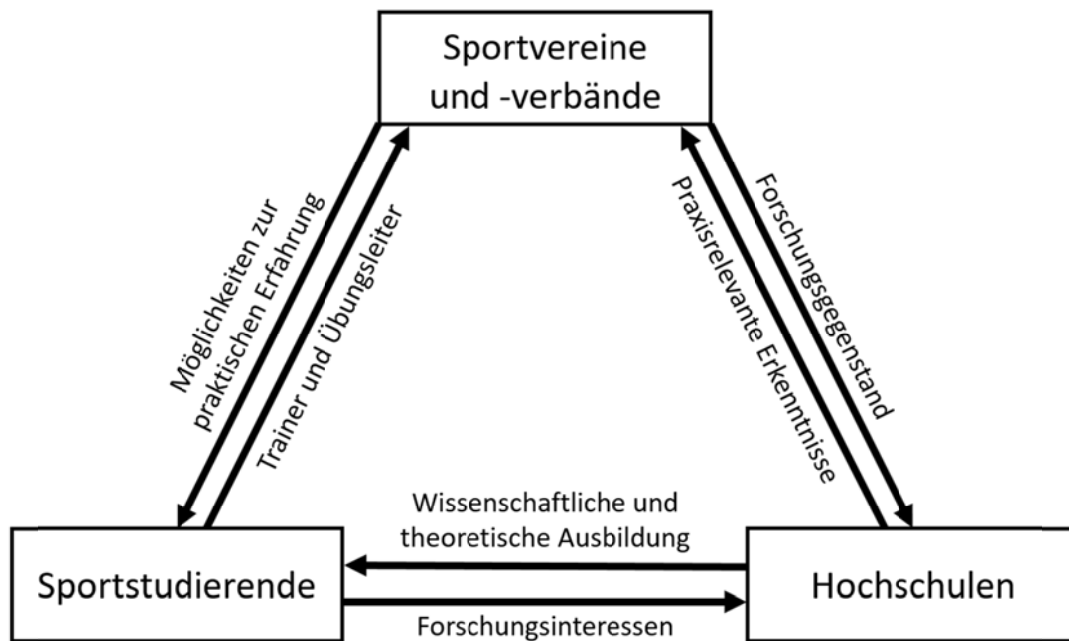 Sportvereine
und -verbände
Möglichkeiten zur
praktischen Erfahrung
Trainer und Übungsleiter
Praxisrelevante Erkenntnisse
Forschungsgegenstand
Wissenschaftliche und
theoretische Ausbildung
Sportstudierende
Hochschulen
Forschungsinteressen